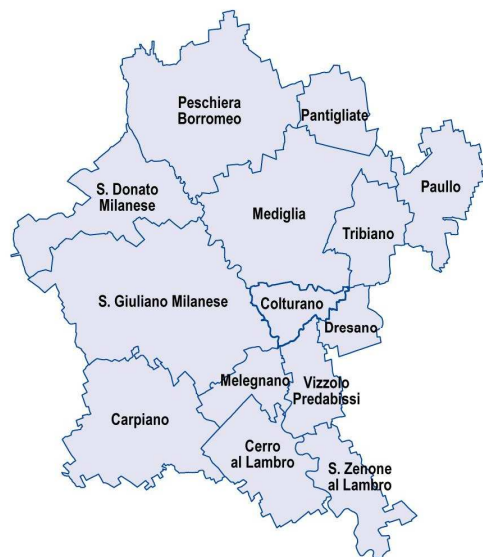 Peschiera
Borromeo
Pantigliate
S. Donato
Milanese
Paullo
Mediglia
Tribiano
S. Giuliano Milanese
Colturano
Dresano
Melegnano
Vizzolo
Predabissi
Carpiano
Cerro
al Lambro
S. Zenone
al Lambro